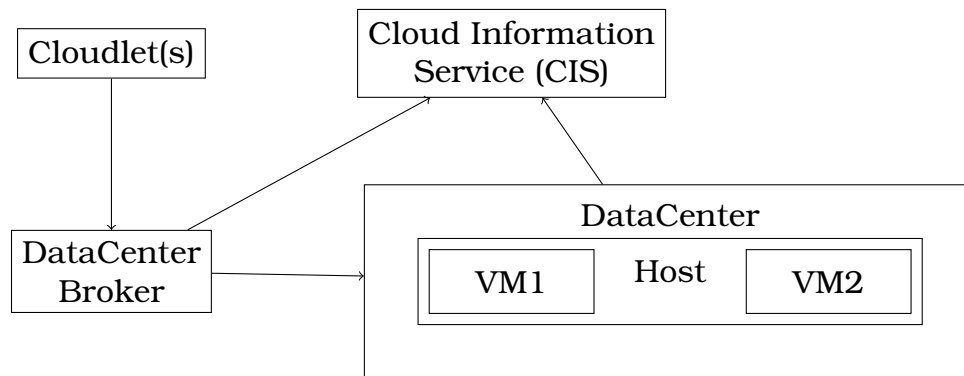 Cloudlet(s)
Cloud Information
Service (CIS)
DataCenter
Broker
DataCenter
VM1
Host
VM2